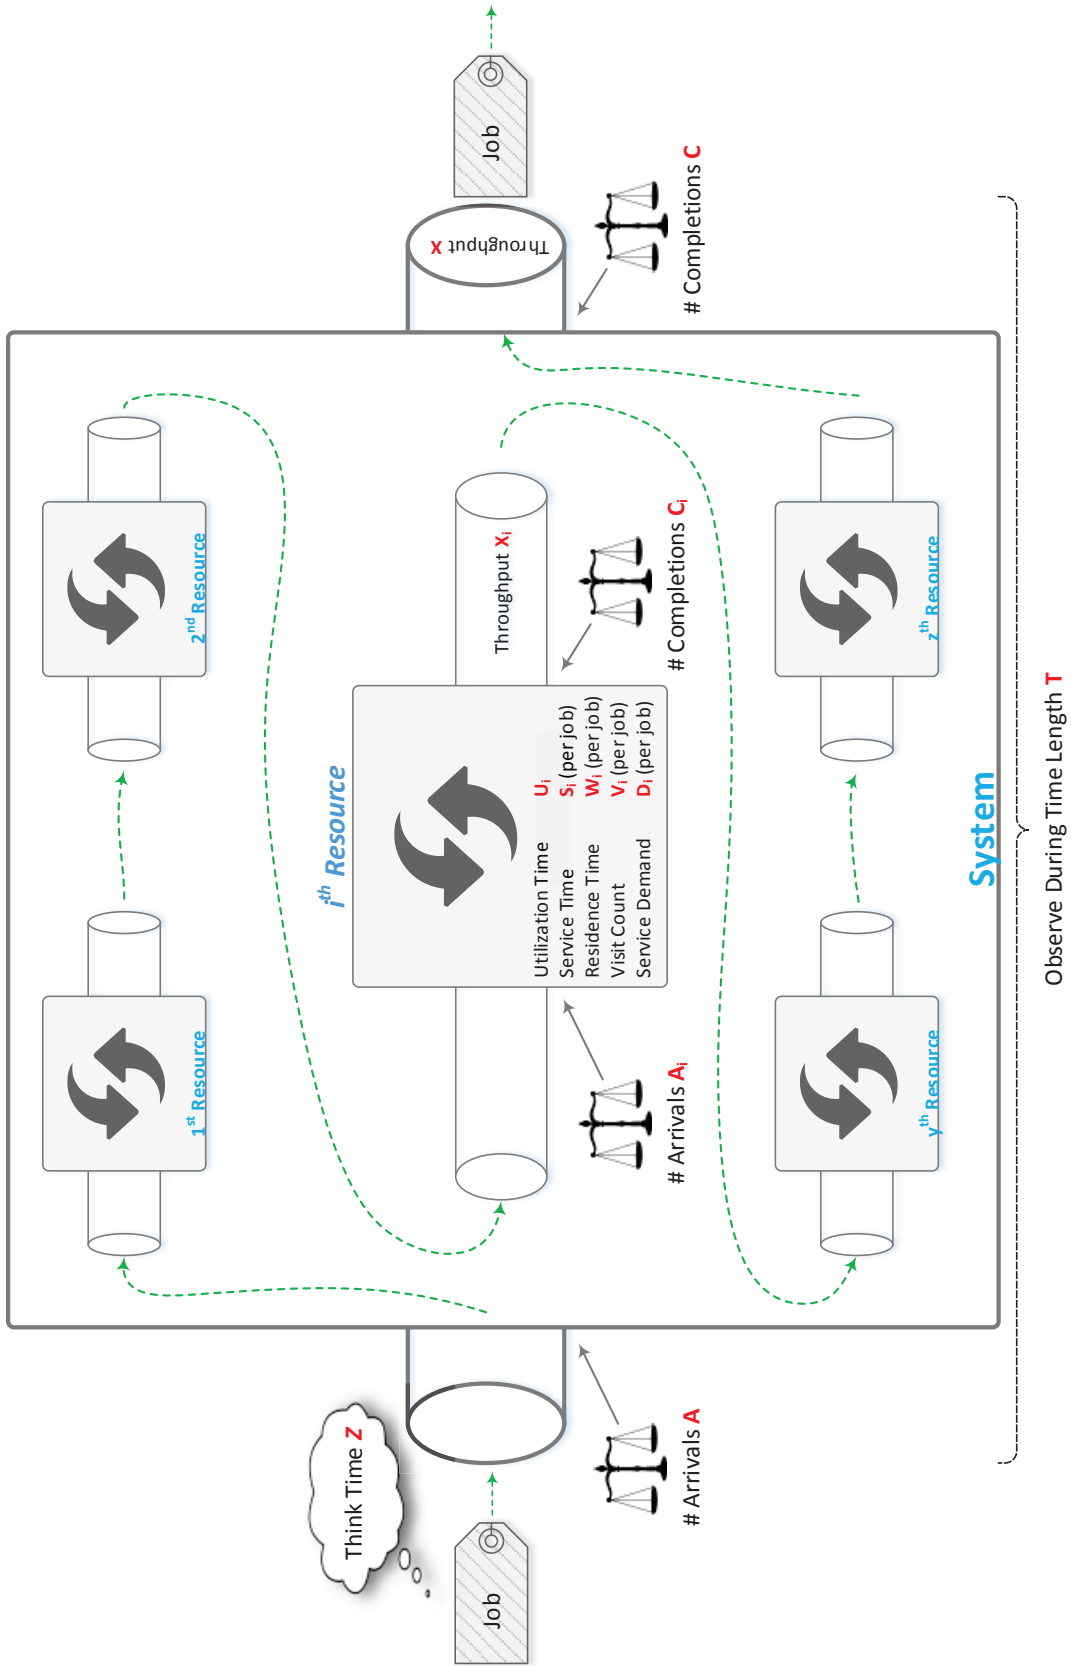 Job
Think Time Z
# Arrivals A
1st Resource
2nd Resource
ith Resource
Utilization Time Ui
Service Time Si (per job)
Residence Time Wi (per job)
Visit Count Vi (per job)
Service Demand Di (per job)
Throughput Xi
# Arrivals Ai
# Completions Ci
yth Resource
zth Resource
System
Throughput X
Job
# Completions C
Observe During Time Length T